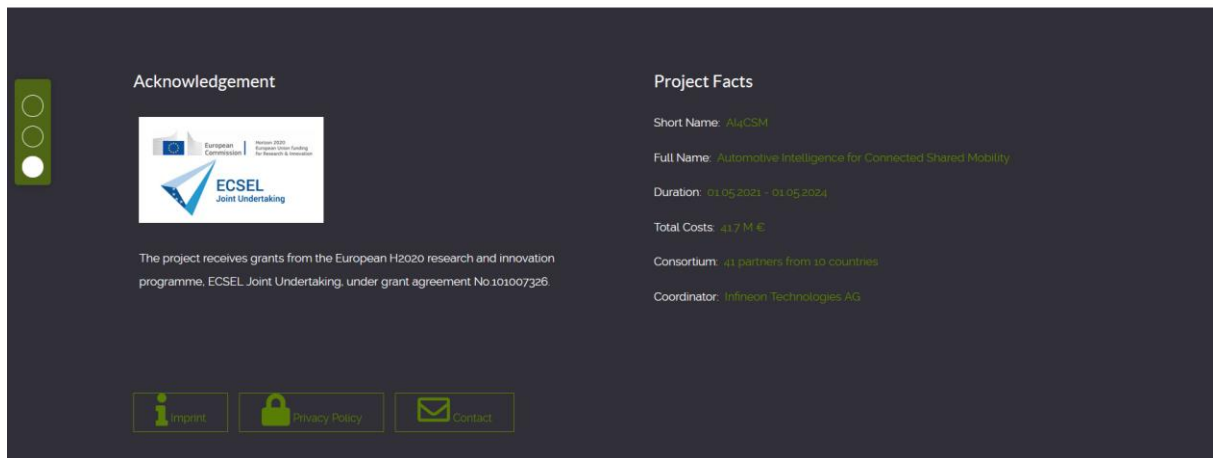 Acknowledgement
European
Commission
Horizon 2020
European Union funding
for Research & Innovation
ECSEL
Joint Undertaking
The project receives grants from the European H2020 research and innovation
programme, ECSEL Joint Undertaking, under grant agreement No.101007326.
Project Facts
Short Name: AI4CSM
Full Name: Automotive Intelligence for Connected Shared Mobility
Duration: 01.05.2021 - 01.05.2024
Total Costs: 41.7 M €
Consortium: 41 partners from 10 countries
Coordinator: Infineon Technologies AG
Imprint
Privacy Policy
Contact